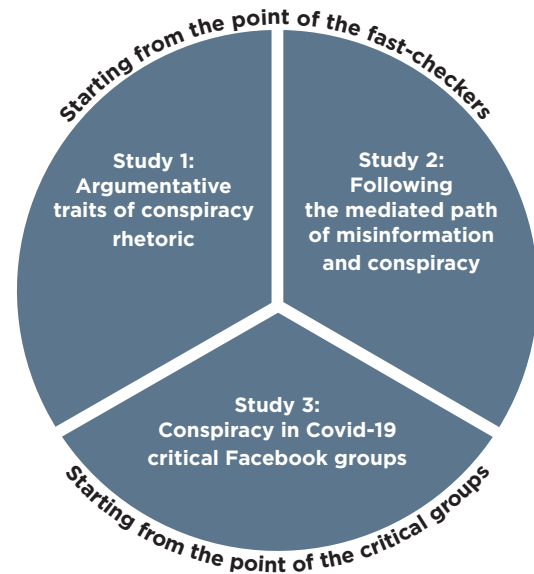 Starting from the point of the fast-checkers
Study 1:
Argumentative
traits of conspiracy
rhetoric
Study 2:
Following
the mediated path
of misinformation
and conspiracy
Study 3:
Conspiracy in Covid-19
critical Facebook groups
Starting from the point of the critical groups